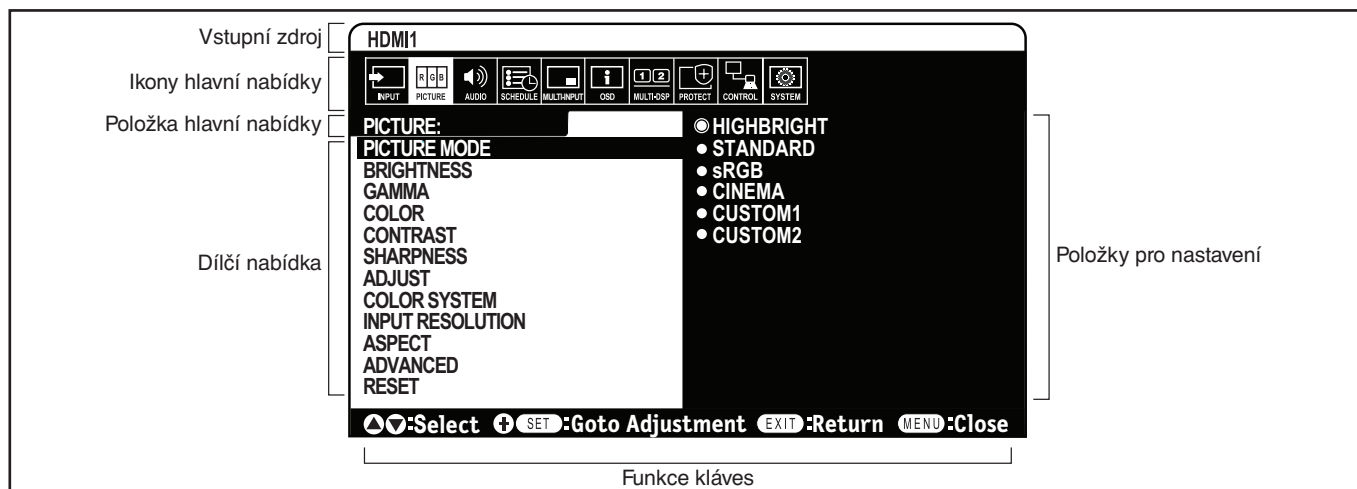 Vstupní zdroj
HDMI1
Ikony hlavní nabídky
INPUT PICTURE AUDIO SCHEDULE MULTI-INPUT OSD MULTI-DSP PROTECT CONTROL SYSTEM
Položka hlavní nabídky
PICTURE:
Dílčí nabídka
PICTURE MODE
BRIGHTNESS
GAMMA
COLOR
CONTRAST
SHARPNESS
ADJUST
COLOR SYSTEM
INPUT RESOLUTION
ASPECT
ADVANCED
RESET
HIGHBRIGHT
STANDARD
sRGB
CINEMA
CUSTOM1
CUSTOM2
Položky pro nastavení
:Select SET:Goto Adjustment EXIT:Return MENU:Close
Funkce kláves